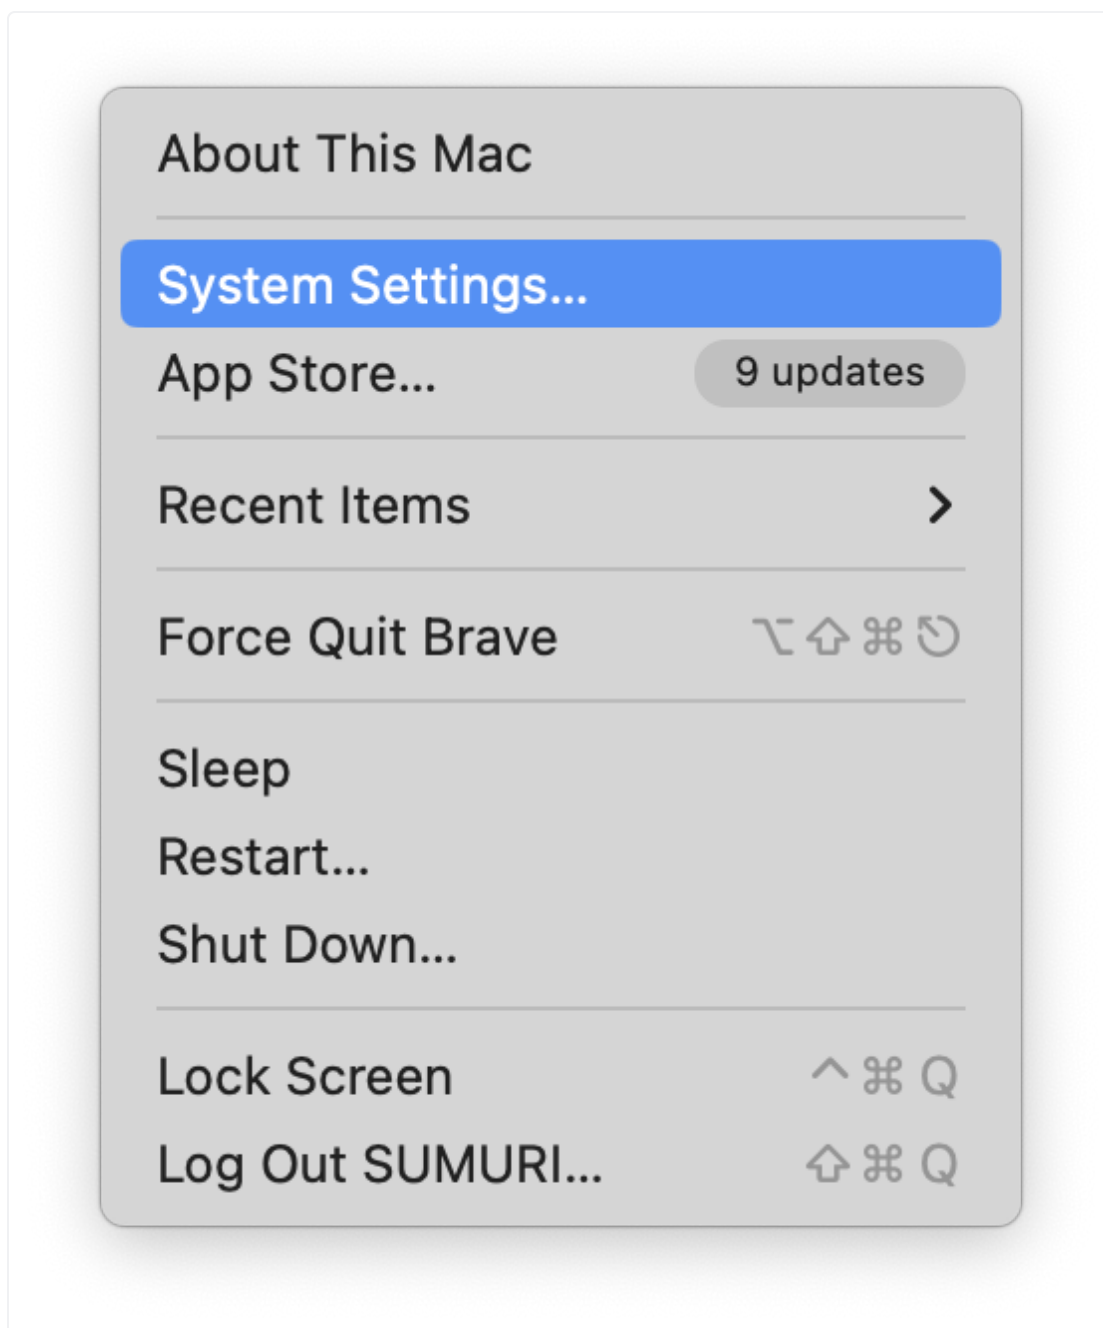 About This Mac
System Settings...
App Store... 9 updates
Recent Items
Force Quit Brave ⌥⇧⌘⎋
Sleep
Restart...
Shut Down...
Lock Screen ^⌘Q
Log Out SUMURI... ⇧⌘Q